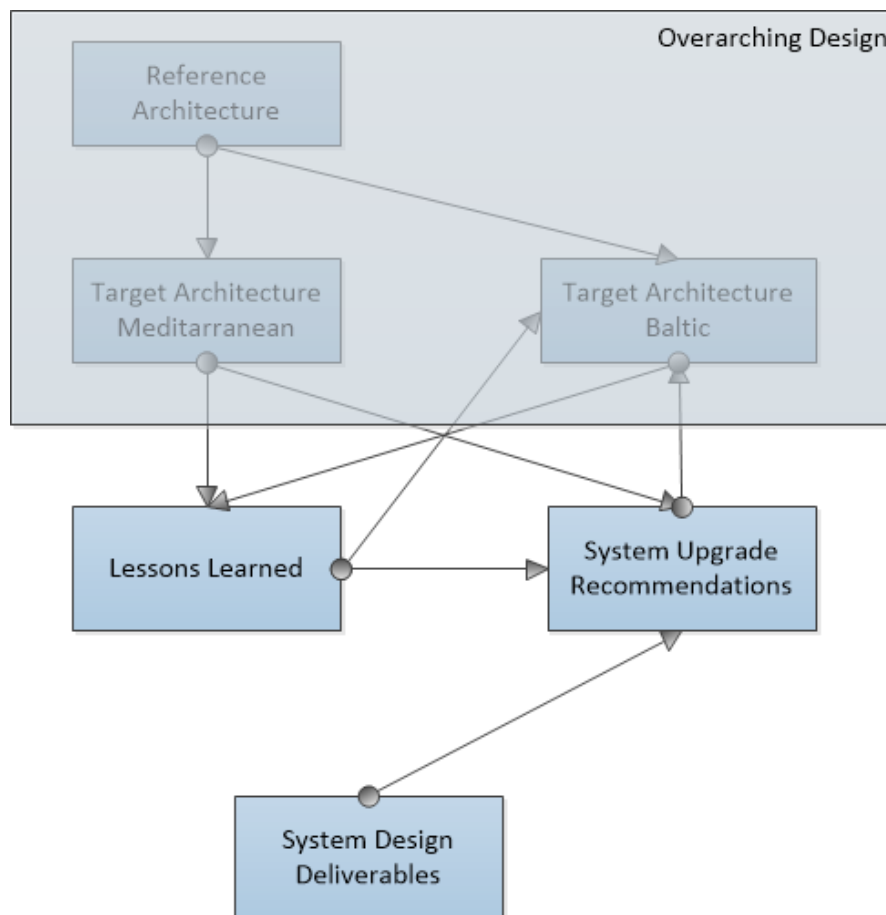 Overarching Design
Reference
Architecture
Target Architecture
Meditarranean
Target Architecture
Baltic
Lessons Learned
System Upgrade
Recommendations
System Design
Deliverables